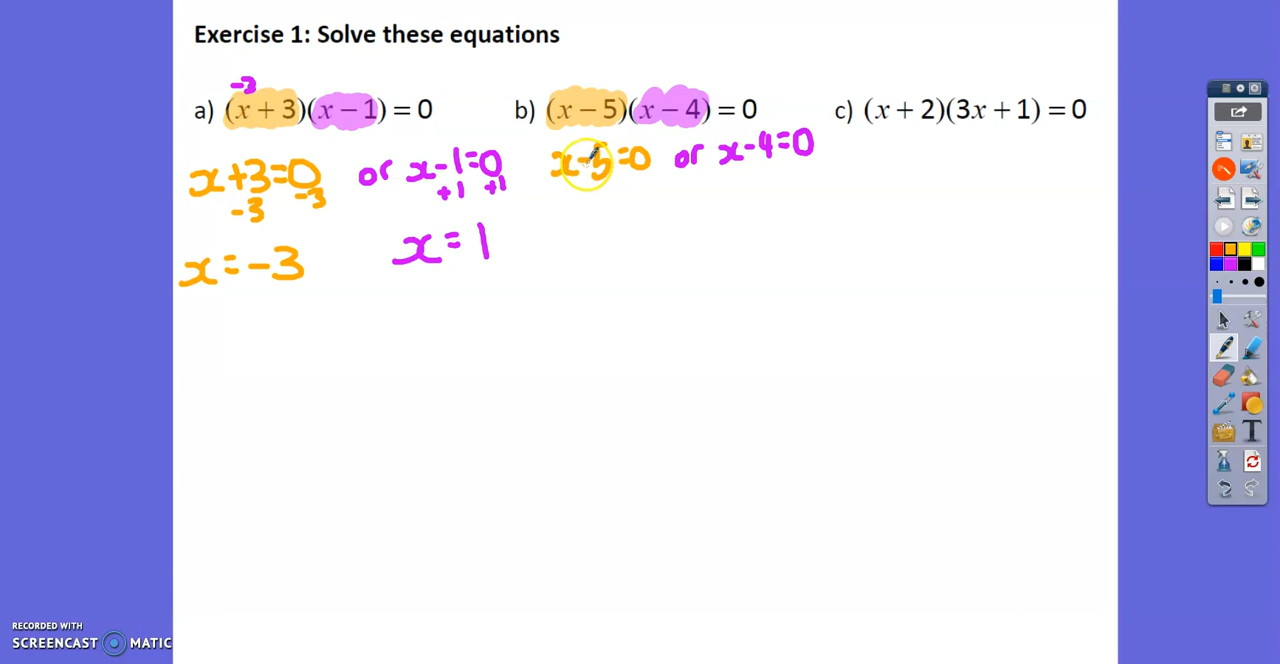 Exercise 1: Solve these equations
-3
a) (x + 3)(x − 1) = 0
x+3=0 or x-1=0
-3 -3 +1 +1
x=-3 x=1
b) (x − 5)(x − 4) = 0
x-5=0 or x-4=0
c) (x + 2)(3x + 1) = 0
T
RECORDED WITH
SCREENCAST MATIC